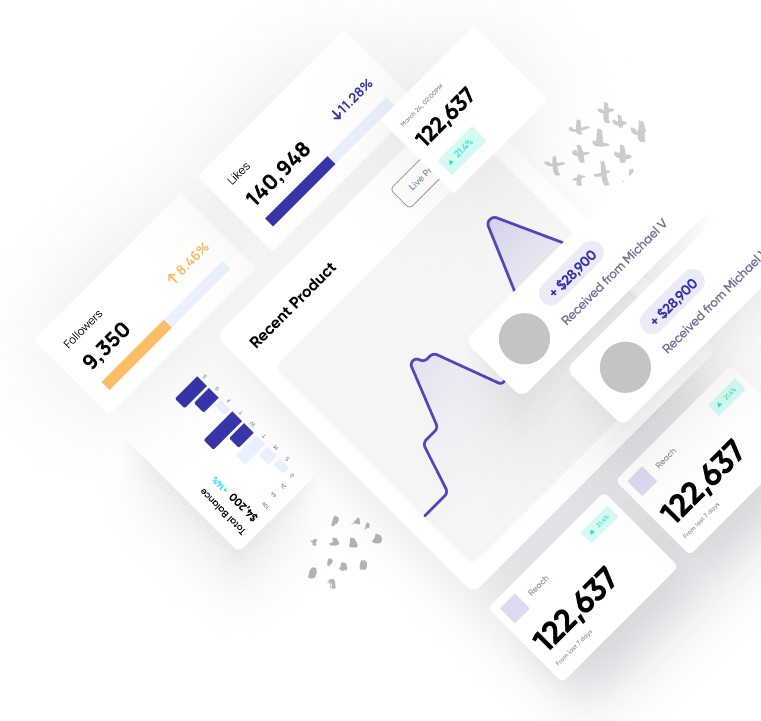 Likes
140,948
↓11.28%
March 26, 02:00PM
122,637
▲ 21.4%
Live Pr
Followers
9,350
↑ 8.46%
Recent Product
+ $28,900
Received from Michael V
+ $28,900
Received from Michael V
Total Balance
$4,200
+14%
D W M
S M T W T F S
Reach
▲ 21.4%
122,637
From last 7 days
Reach
▲ 21.4%
122,637
From last 7 days